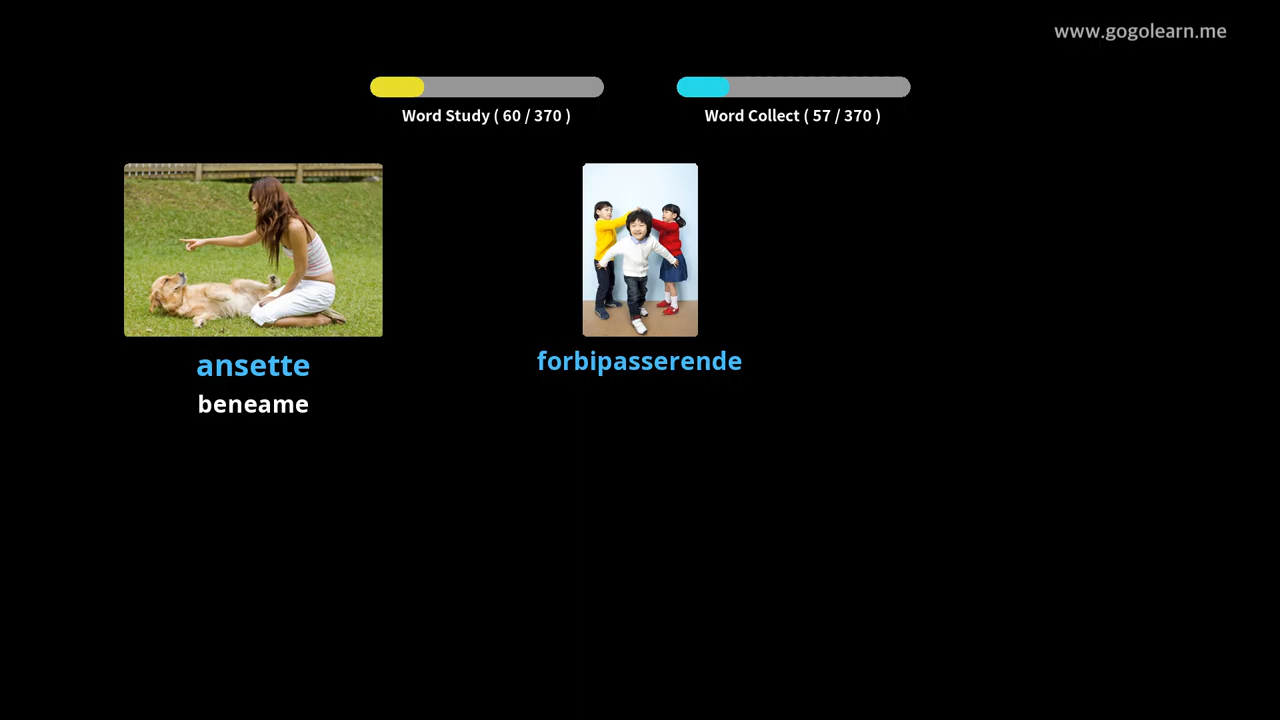 www.gogolearn.me
Word Study ( 60 / 370 )
Word Collect ( 57 / 370 )
ansette
beneame
forbipasserende